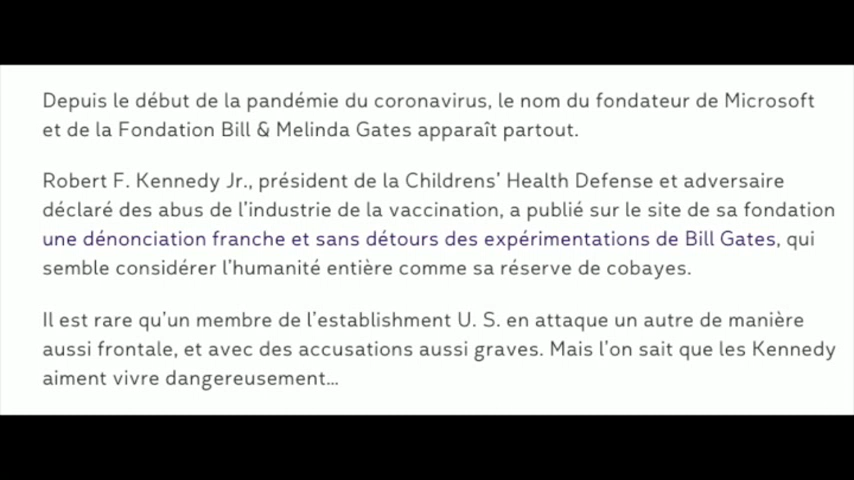 Depuis le début de la pandémie du coronavirus, le nom du fondateur de Microsoft
et de la Fondation Bill & Melinda Gates apparaît partout.
Robert F. Kennedy Jr., président de la Childrens’ Health Defense et adversaire
déclaré des abus de l’industrie de la vaccination, a publié sur le site de sa fondation
une dénonciation franche et sans détours des expérimentations de Bill Gates, qui
semble considérer l’humanité entière comme sa réserve de cobayes.
Il est rare qu’un membre de l’establishment U. S. en attaque un autre de manière
aussi frontale, et avec des accusations aussi graves. Mais l’on sait que les Kennedy
aiment vivre dangereusement…